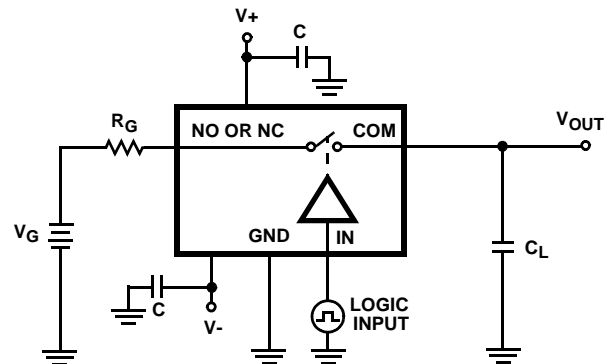 V+
C
RG
NO OR NC
COM
VOUT
VG
GND
IN
CL
C
V-
LOGIC
INPUT